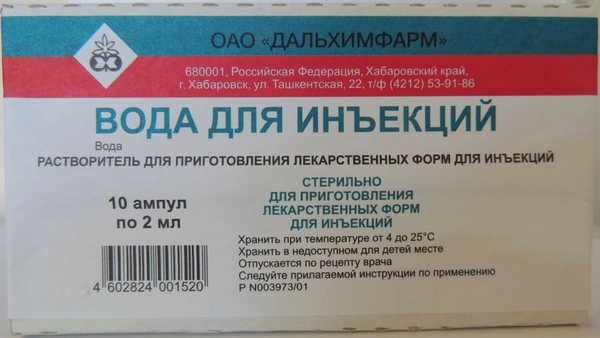 ОАО «ДАЛЬХИМФАРМ»
680001, Российская Федерация, Хабаровский край,
г. Хабаровск, ул. Ташкентская, 22, т/ф (4212) 53-91-86
ВОДА ДЛЯ ИНЪЕКЦИЙ
Вода
РАСТВОРИТЕЛЬ ДЛЯ ПРИГОТОВЛЕНИЯ ЛЕКАРСТВЕННЫХ ФОРМ ДЛЯ ИНЪЕКЦИЙ
10 ампул
по 2 мл
СТЕРИЛЬНО
ДЛЯ ПРИГОТОВЛЕНИЯ
ЛЕКАРСТВЕННЫХ ФОРМ
ДЛЯ ИНЪЕКЦИЙ
Хранить при температуре от 4 до 25°С
Хранить в недоступном для детей месте
Отпускается по рецепту врача
Следуйте прилагаемой инструкции по применению
Р N003973/01
4 602824 001520